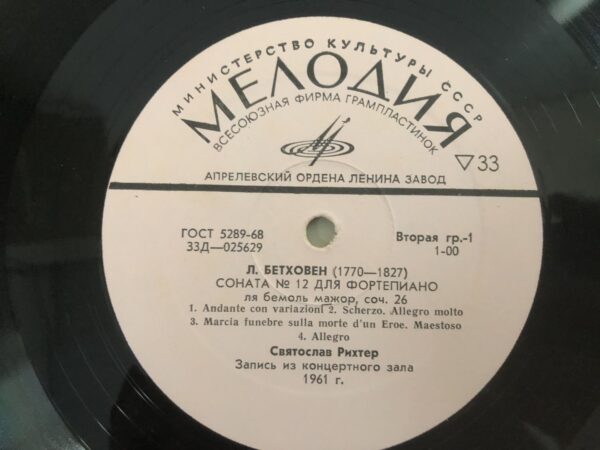 МИНИСТЕРСТВО КУЛЬТУРЫ СССР
МЕЛОДИЯ
ВСЕСОЮЗНАЯ ФИРМА ГРАМПЛАСТИНОК
33
АПРЕЛЕВСКИЙ ОРДЕНА ЛЕНИНА ЗАВОД
ГОСТ 5289-68
33Д—025629
Вторая гр.-1
1-00
Л. БЕТХОВЕН (1770—1827)
СОНАТА № 12 ДЛЯ ФОРТЕПИАНО
ля бемоль мажор, соч. 26
1. Andante con variazioni 2. Scherzo. Allegro molto
3. Marcia funebre sulla morte d'un Eroe. Maestoso
4. Allegro
Святослав Рихтер
Запись из концертного зала
1961 г.